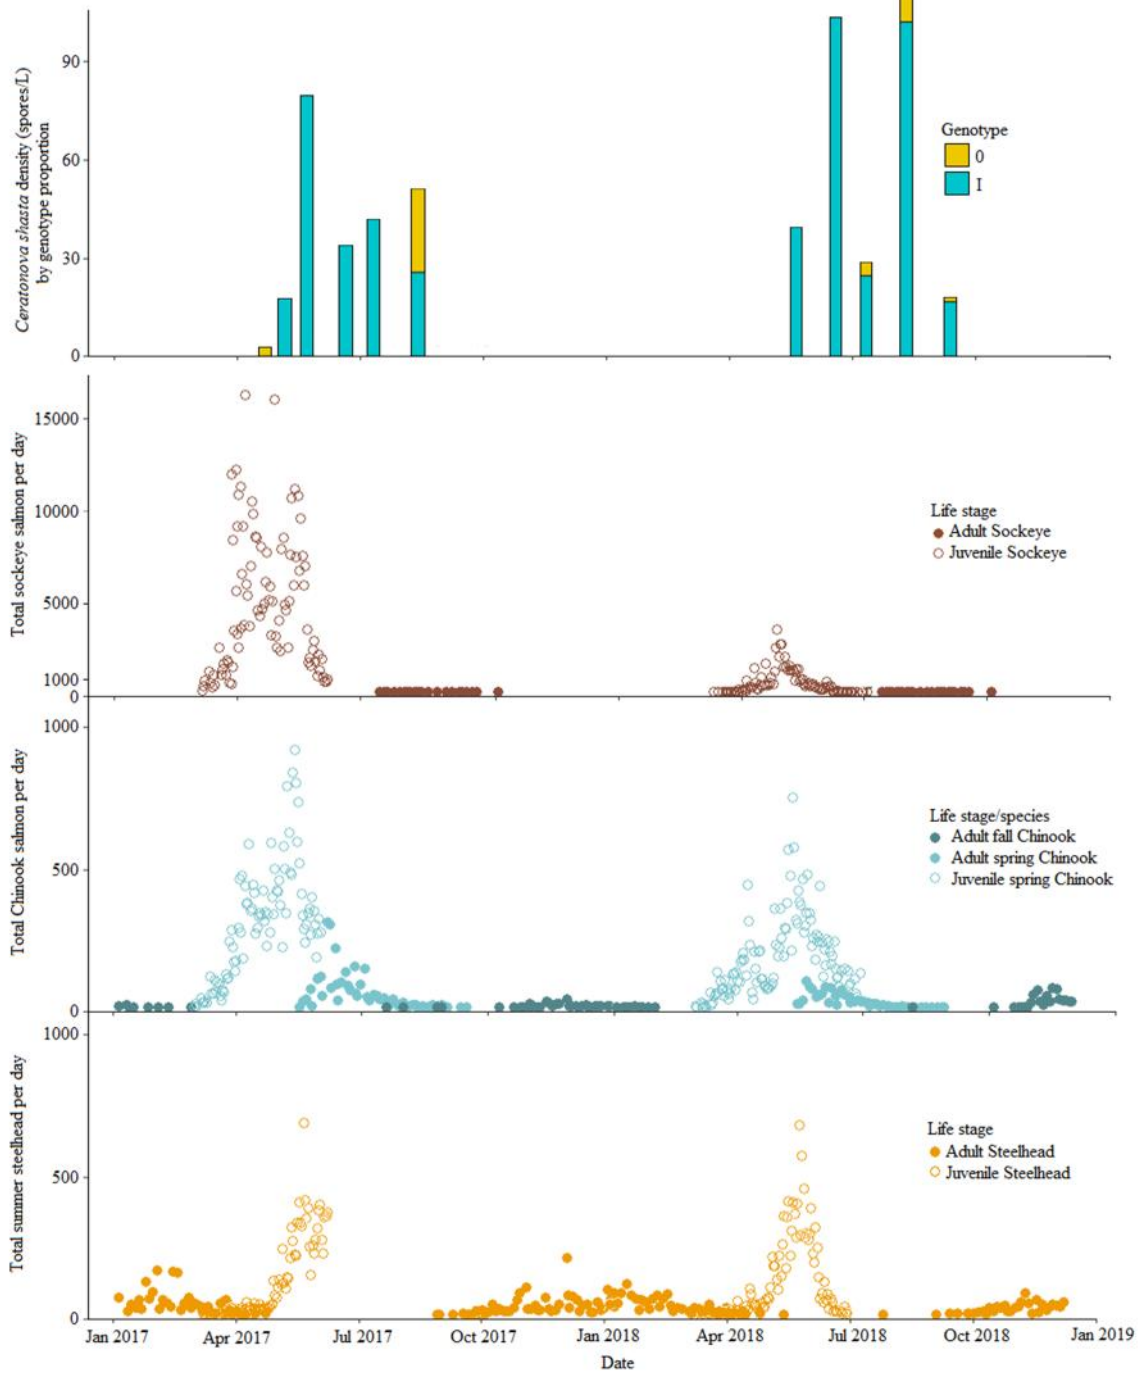 Ceratonova shasta density (spores/L)
by genotype proportion
90
60
30
0
Genotype
0
I
Total sockeye salmon per day
15000
10000
5000
1000
0
Life stage
Adult Sockeye
Juvenile Sockeye
Total Chinook salmon per day
1000
500
0
Life stage/species
Adult fall Chinook
Adult spring Chinook
Juvenile spring Chinook
Total summer steelhead per day
1000
500
0
Life stage
Adult Steelhead
Juvenile Steelhead
Jan 2017 Apr 2017 Jul 2017 Oct 2017 Jan 2018 Apr 2018 Jul 2018 Oct 2018 Jan 2019
Date